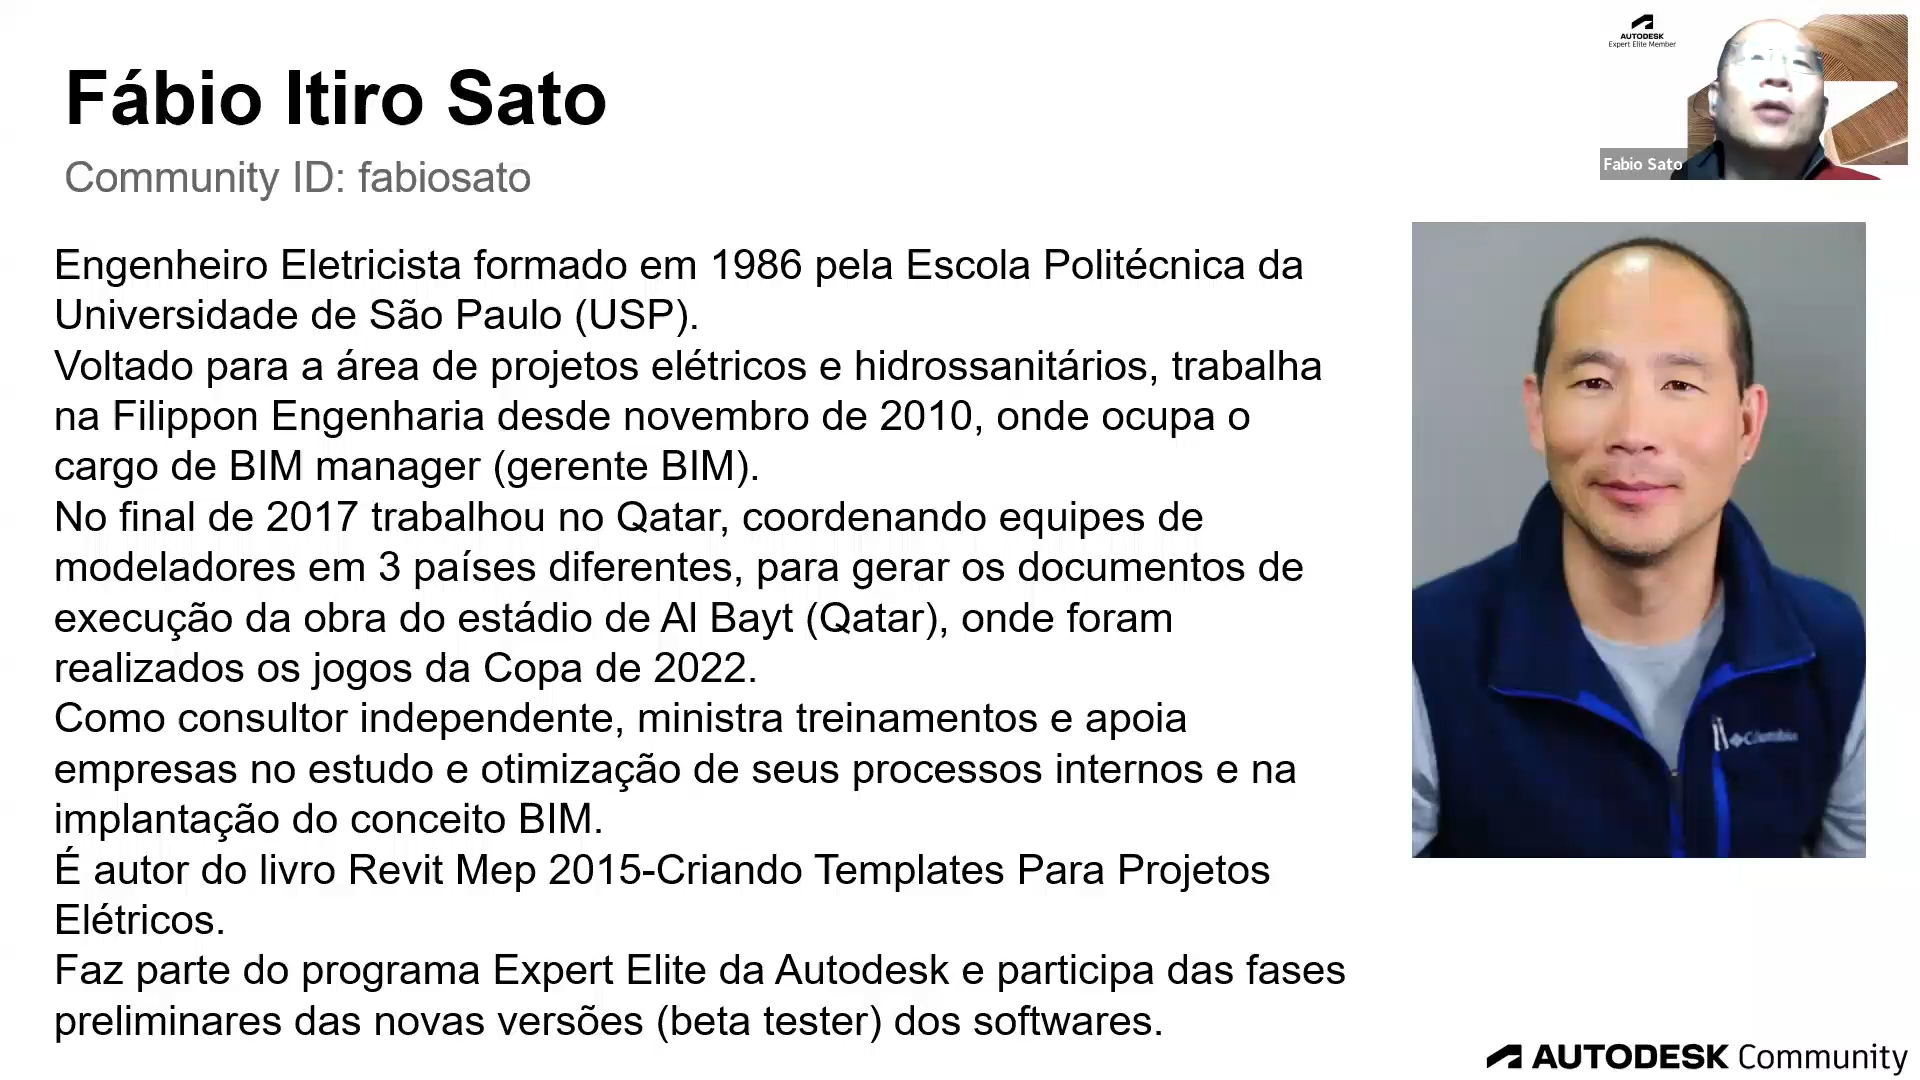 Fábio Itiro Sato
Community ID: fabiosato
Engenheiro Eletricista formado em 1986 pela Escola Politécnica da
Universidade de São Paulo (USP).
Voltado para a área de projetos elétricos e hidrossanitários, trabalha
na Filippon Engenharia desde novembro de 2010, onde ocupa o
cargo de BIM manager (gerente BIM).
No final de 2017 trabalhou no Qatar, coordenando equipes de
modeladores em 3 países diferentes, para gerar os documentos de
execução da obra do estádio de Al Bayt (Qatar), onde foram
realizados os jogos da Copa de 2022.
Como consultor independente, ministra treinamentos e apoia
empresas no estudo e otimização de seus processos internos e na
implantação do conceito BIM.
É autor do livro Revit Mep 2015-Criando Templates Para Projetos
Elétricos.
Faz parte do programa Expert Elite da Autodesk e participa das fases
preliminares das novas versões (beta tester) dos softwares.
AUTODESK
Expert Elite Member
Fabio Sato
Columbia
AUTODESK Community